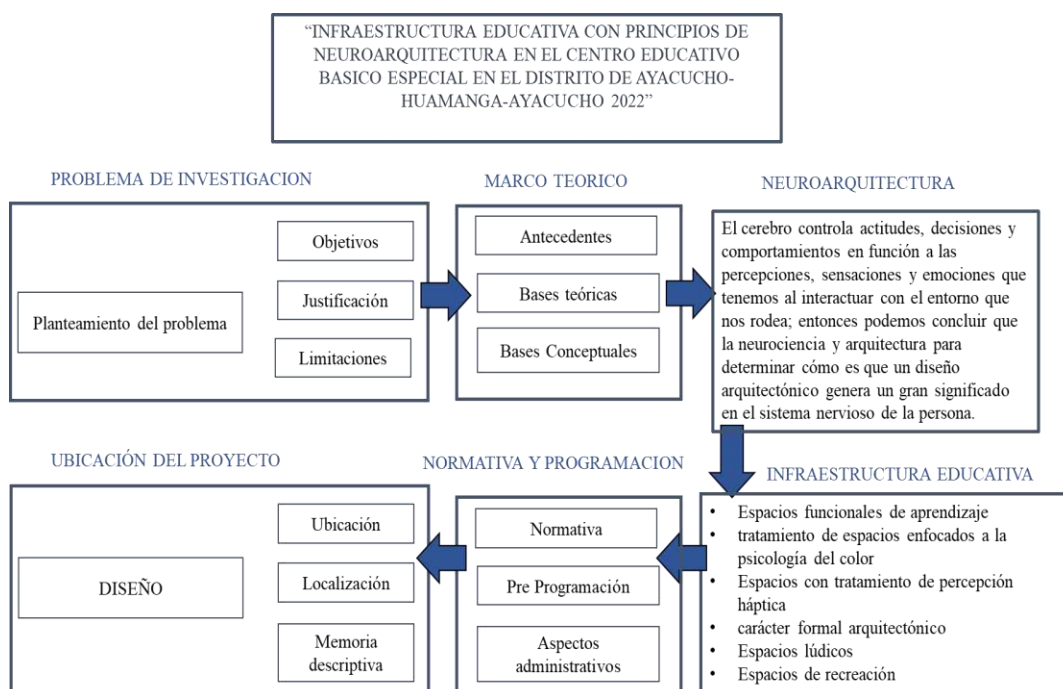 “INFRAESTRUCTURA EDUCATIVA CON PRINCIPIOS DE
NEUROARQUITECTURA EN EL CENTRO EDUCATIVO
BASICO ESPECIAL EN EL DISTRITO DE AYACUCHO-
HUAMANGA-AYACUCHO 2022”
PROBLEMA DE INVESTIGACION
Planteamiento del problema
Objetivos
Justificación
Limitaciones
MARCO TEORICO
Antecedentes
Bases teóricas
Bases Conceptuales
NEUROARQUITECTURA
El cerebro controla actitudes, decisiones y
comportamientos en función a las
percepciones, sensaciones y emociones que
tenemos al interactuar con el entorno que
nos rodea; entonces podemos concluir que
la neurociencia y arquitectura para
determinar cómo es que un diseño
arquitectónico genera un gran significado
en el sistema nervioso de la persona.
INFRAESTRUCTURA EDUCATIVA
• Espacios funcionales de aprendizaje
• tratamiento de espacios enfocados a la
psicología del color
• Espacios con tratamiento de percepción
háptica
• carácter formal arquitectónico
• Espacios lúdicos
• Espacios de recreación
NORMATIVA Y PROGRAMACION
Normativa
Pre Programación
Aspectos
administrativos
UBICACIÓN DEL PROYECTO
Ubicación
Localización
Memoria
descriptiva
DISEÑO